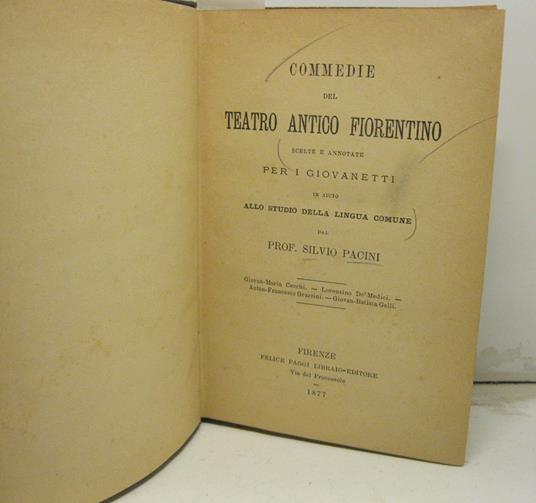 COMMEDIE
DEL
TEATRO ANTICO FIORENTINO
SCELTE E ANNOTATE
PER I GIOVANETTI
IN AIUTO
ALLO STUDIO DELLA LINGUA COMUNE
DAL
PROF. SILVIO PACINI
Giovan-Maria Cecchi. — Lorenzino De' Medici. —
Anton-Francesco Grazzini. — Giovan-Batista Gelli.
FIRENZE
FELICE PAGGI LIBRAIO-EDITORE
Via del Proconsolo
1877